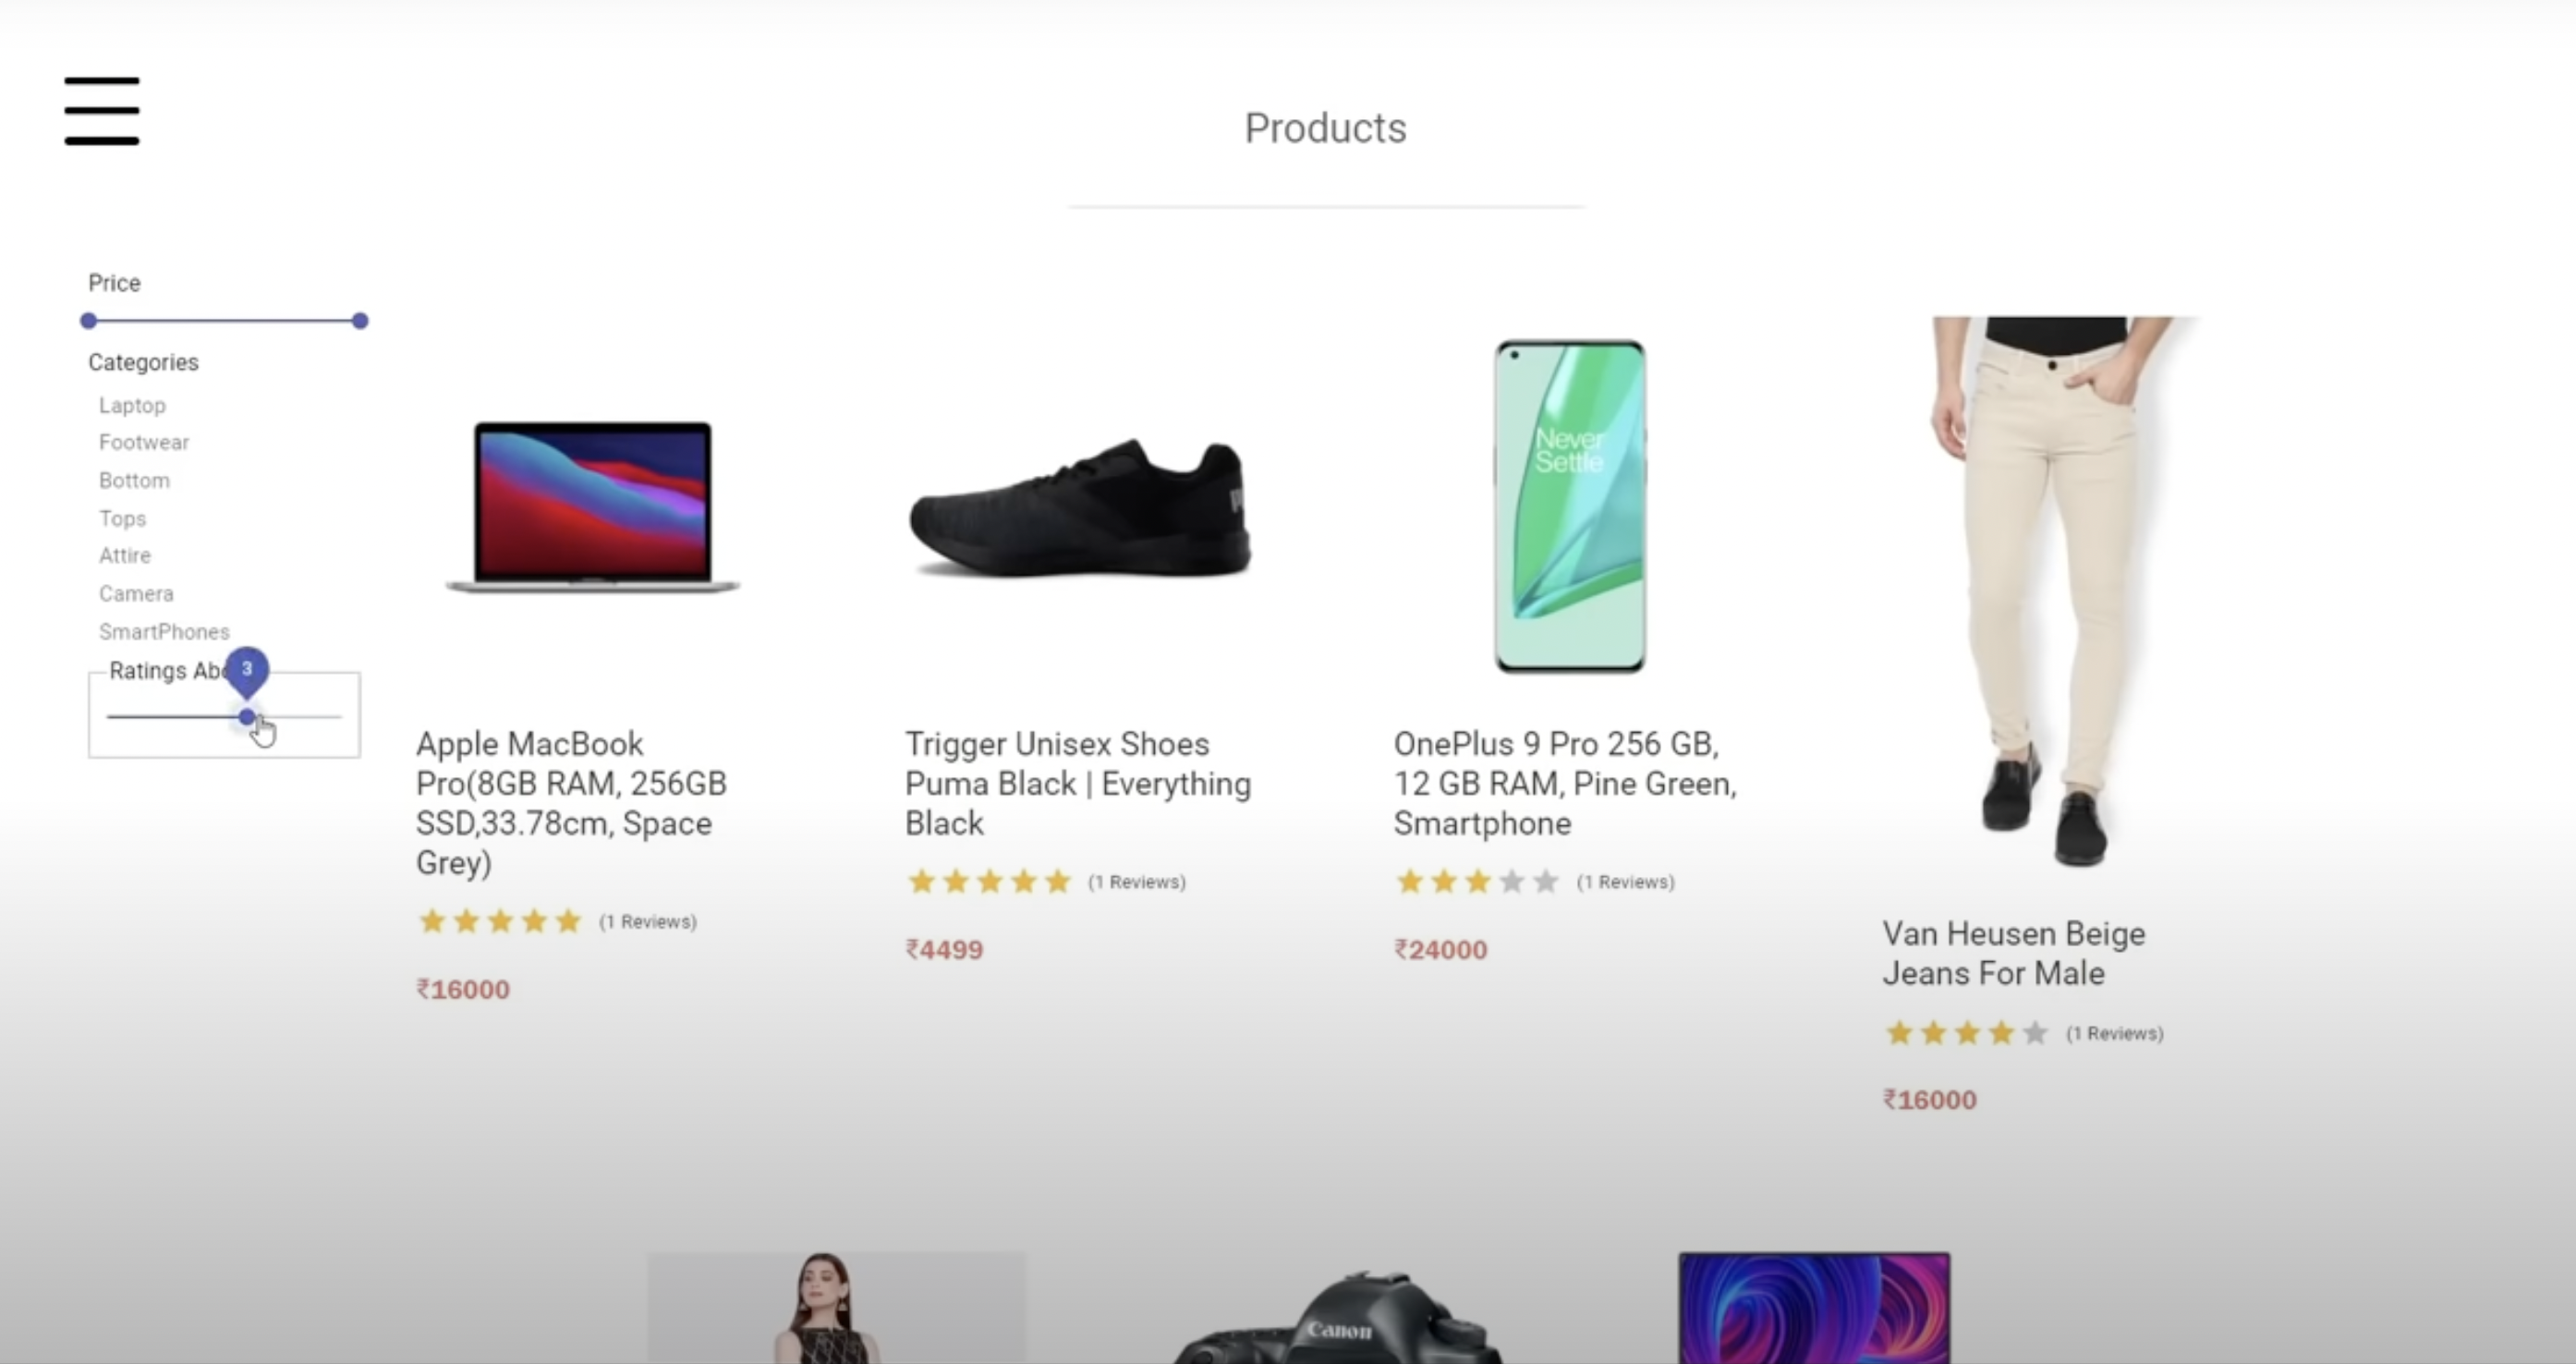 Products
Price
Categories
Laptop
Footwear
Bottom
Tops
Attire
Camera
SmartPhones
Ratings
3
Never
Settle
Apple MacBook
Pro(8GB RAM, 256GB
SSD,33.78cm, Space
Grey)
(1 Reviews)
₹16000
Trigger Unisex Shoes
Puma Black | Everything
Black
(1 Reviews)
₹4499
OnePlus 9 Pro 256 GB,
12 GB RAM, Pine Green,
Smartphone
(1 Reviews)
₹24000
Van Heusen Beige
Jeans For Male
(1 Reviews)
₹16000
Canon